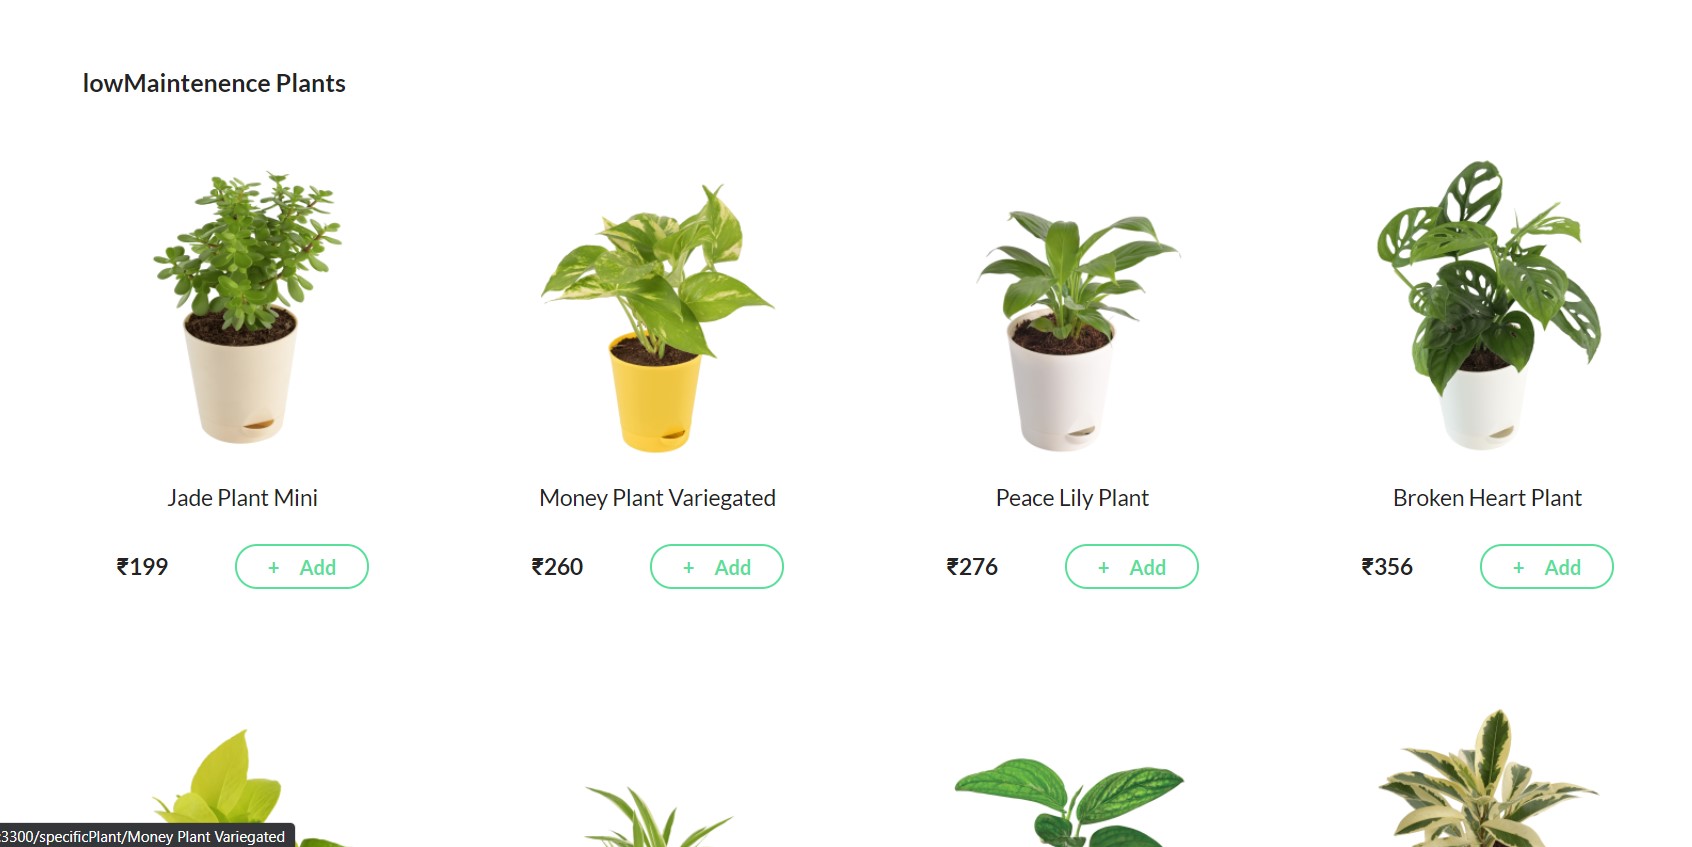 lowMaintenence Plants
Jade Plant Mini
Money Plant Variegated
Peace Lily Plant
Broken Heart Plant
₹199
+ Add
₹260
+ Add
₹276
+ Add
₹356
+ Add
:3300/specificPlant/Money Plant Variegated